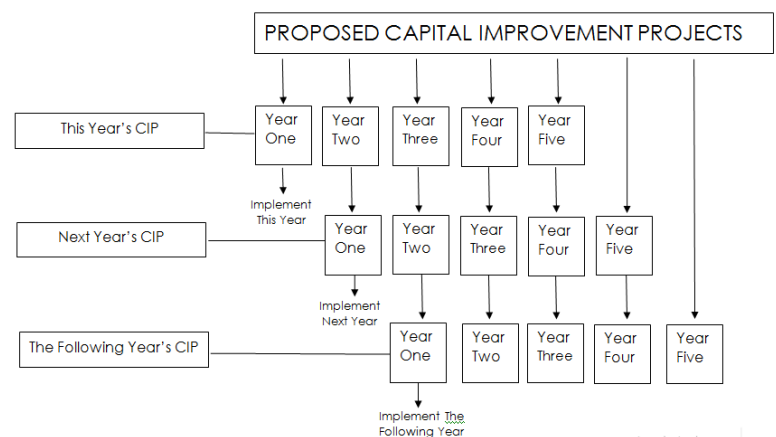 PROPOSED CAPITAL IMPROVEMENT PROJECTS
This Year's CIP
Year
One
Year
Two
Year
Three
Year
Four
Year
Five
Implement
This Year
Next Year's CIP
Year
One
Year
Two
Year
Three
Year
Four
Year
Five
Implement
Next Year
The Following Year's CIP
Year
One
Year
Two
Year
Three
Year
Four
Year
Five
Implement The
Following Year